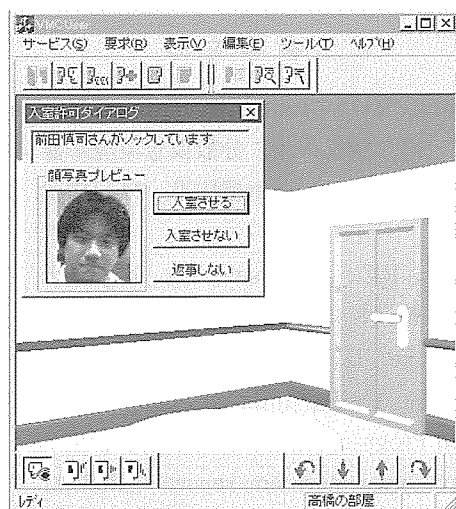 サービス(S) 要求(R) 表示(V) 編集(E) ツール(T) ヘルプ(H)
入室許可ダイアログ
前田慎司さんがノックしています
顔写真プレビュー
入室させる
入室させない
返事しない
レディ
高橋の部屋